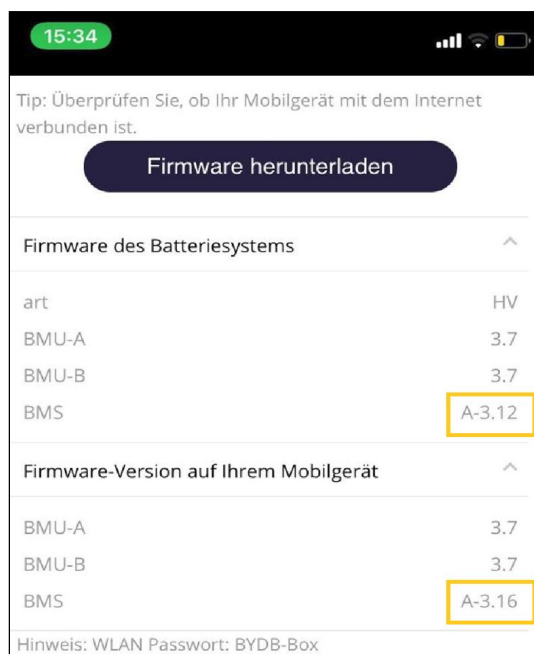 15:34
Tip: Überprüfen Sie, ob Ihr Mobilgerät mit dem Internet
verbunden ist.
Firmware herunterladen
Firmware des Batteriesystems
art HV
BMU-A 3.7
BMU-B 3.7
BMS A-3.12
Firmware-Version auf Ihrem Mobilgerät
BMU-A 3.7
BMU-B 3.7
BMS A-3.16
Hinweis: WLAN Passwort: BYDB-Box